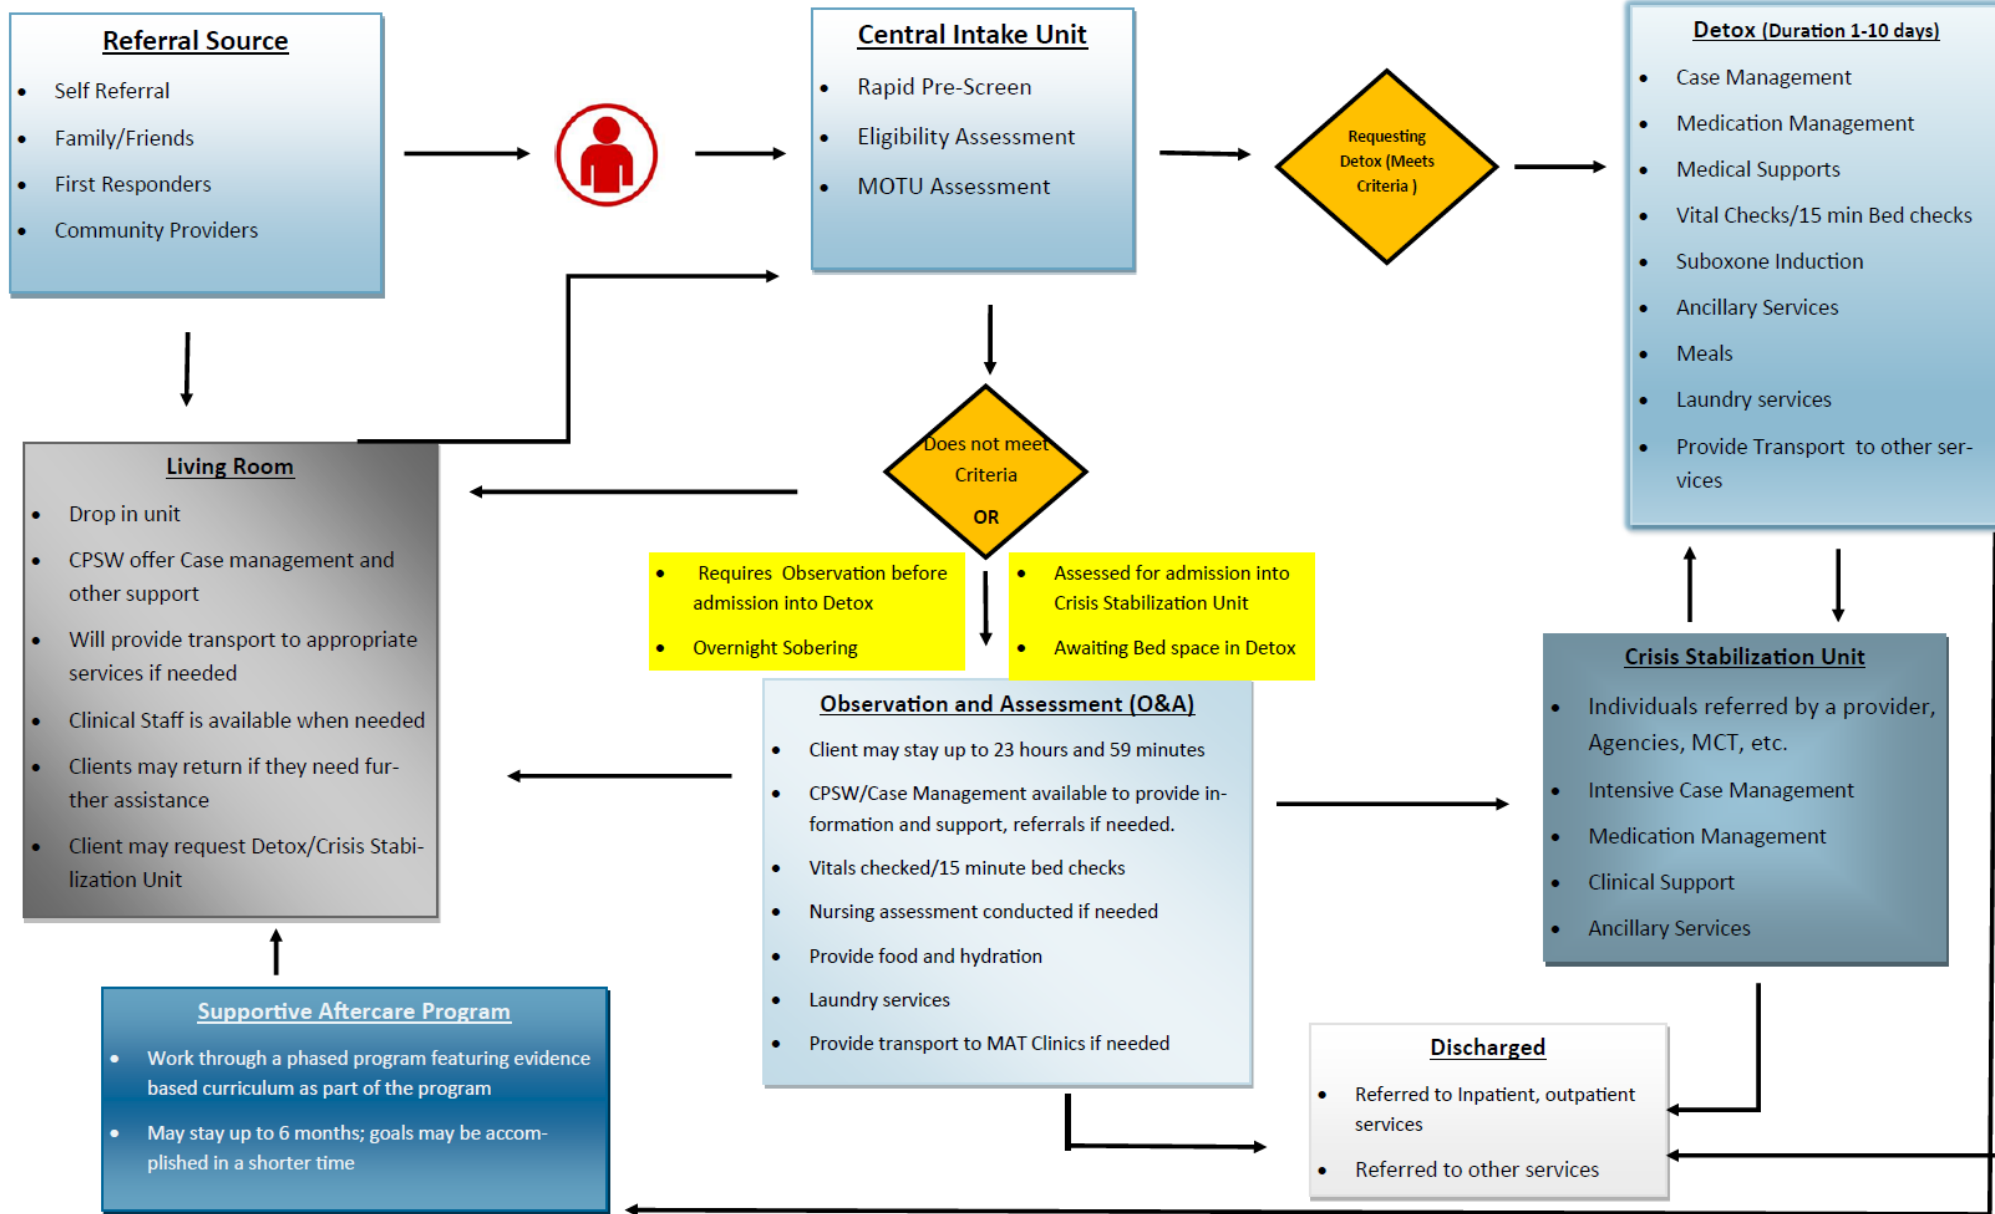 Referral Source
• Self Referral
• Family/Friends
• First Responders
• Community Providers
Central Intake Unit
• Rapid Pre-Screen
• Eligibility Assessment
• MOTU Assessment
Requesting
Detox (Meets
Criteria )
Detox (Duration 1-10 days)
• Case Management
• Medication Management
• Medical Supports
• Vital Checks/15 min Bed checks
• Suboxone Induction
• Ancillary Services
• Meals
• Laundry services
• Provide Transport to other ser-
vices
Living Room
• Drop in unit
• CPSW offer Case management and
other support
• Will provide transport to appropriate
services if needed
• Clinical Staff is available when needed
• Clients may return if they need fur-
ther assistance
• Client may request Detox/Crisis Stabi-
lization Unit
Does not meet
Criteria
OR
• Requires Observation before
admission into Detox
• Overnight Sobering
• Assessed for admission into
Crisis Stabilization Unit
• Awaiting Bed space in Detox
Observation and Assessment (O&A)
• Client may stay up to 23 hours and 59 minutes
• CPSW/Case Management available to provide in-
formation and support, referrals if needed.
• Vitals checked/15 minute bed checks
• Nursing assessment conducted if needed
• Provide food and hydration
• Laundry services
• Provide transport to MAT Clinics if needed
Crisis Stabilization Unit
• Individuals referred by a provider,
Agencies, MCT, etc.
• Intensive Case Management
• Medication Management
• Clinical Support
• Ancillary Services
Supportive Aftercare Program
• Work through a phased program featuring evidence
based curriculum as part of the program
• May stay up to 6 months; goals may be accom-
plished in a shorter time
Discharged
• Referred to Inpatient, outpatient
services
• Referred to other services